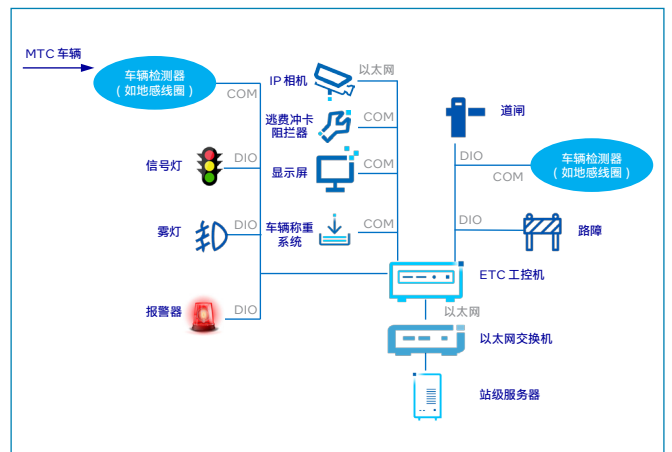 MTC 车辆
车辆检测器
（如地感线圈）
COM
信号灯
DIO
雾灯
DIO
报警器
DIO
IP 相机
以太网
逃费冲卡
阻拦器
COM
显示屏
COM
车辆称重
系统
COM
道闸
DIO
COM
车辆检测器
（如地感线圈）
DIO
路障
ETC 工控机
以太网
以太网交换机
站级服务器